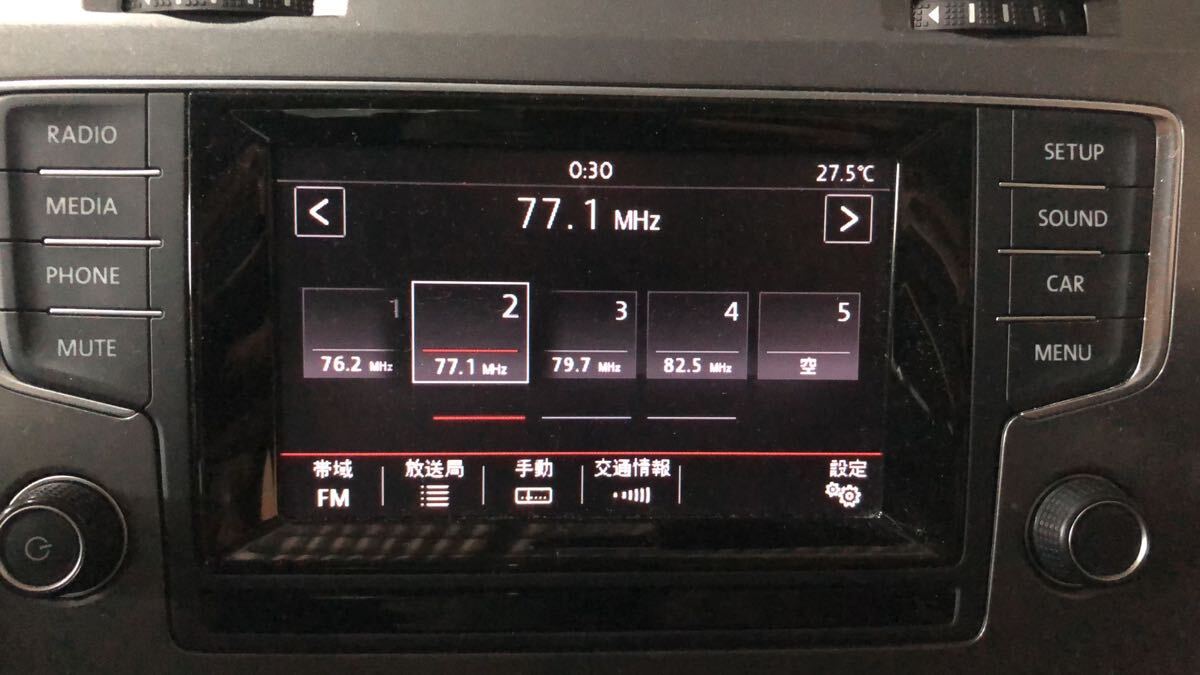 RADIO
MEDIA
PHONE
MUTE
0:30
27.5℃
<
77.1 MHz
>
1
76.2 MHz
2
77.1 MHz
3
79.7 MHz
4
82.5 MHz
5
空
帯域
FM
放送局
手動
交通情報
設定
SETUP
SOUND
CAR
MENU